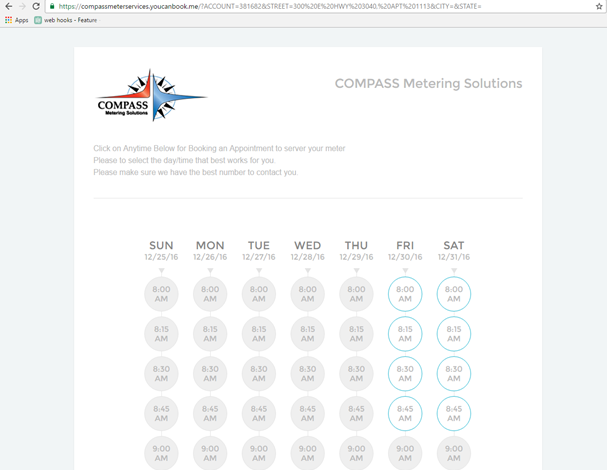 https://compassmeterservices.youcanbook.me/?ACCOUNT=381682&STREET=300%20E%20HWY%203040,%20APT%201113&CITY=&STATE=
Apps web hooks - Feature
COMPASS
Metering Solutions
COMPASS Metering Solutions
Click on Anytime Below for Booking an Appointment to server your meter
Please to select the day/time that best works for you.
Please make sure we have the best number to contact you.
SUN MON TUE WED THU FRI SAT
12/25/16 12/26/16 12/27/16 12/28/16 12/29/16 12/30/16 12/31/16
8:00 8:00 8:00 8:00 8:00 8:00 8:00
AM AM AM AM AM AM AM
8:15 8:15 8:15 8:15 8:15 8:15 8:15
AM AM AM AM AM AM AM
8:30 8:30 8:30 8:30 8:30 8:30 8:30
AM AM AM AM AM AM AM
8:45 8:45 8:45 8:45 8:45 8:45 8:45
AM AM AM AM AM AM AM
9:00 9:00 9:00 9:00 9:00 9:00 9:00
AM AM AM AM AM AM AM